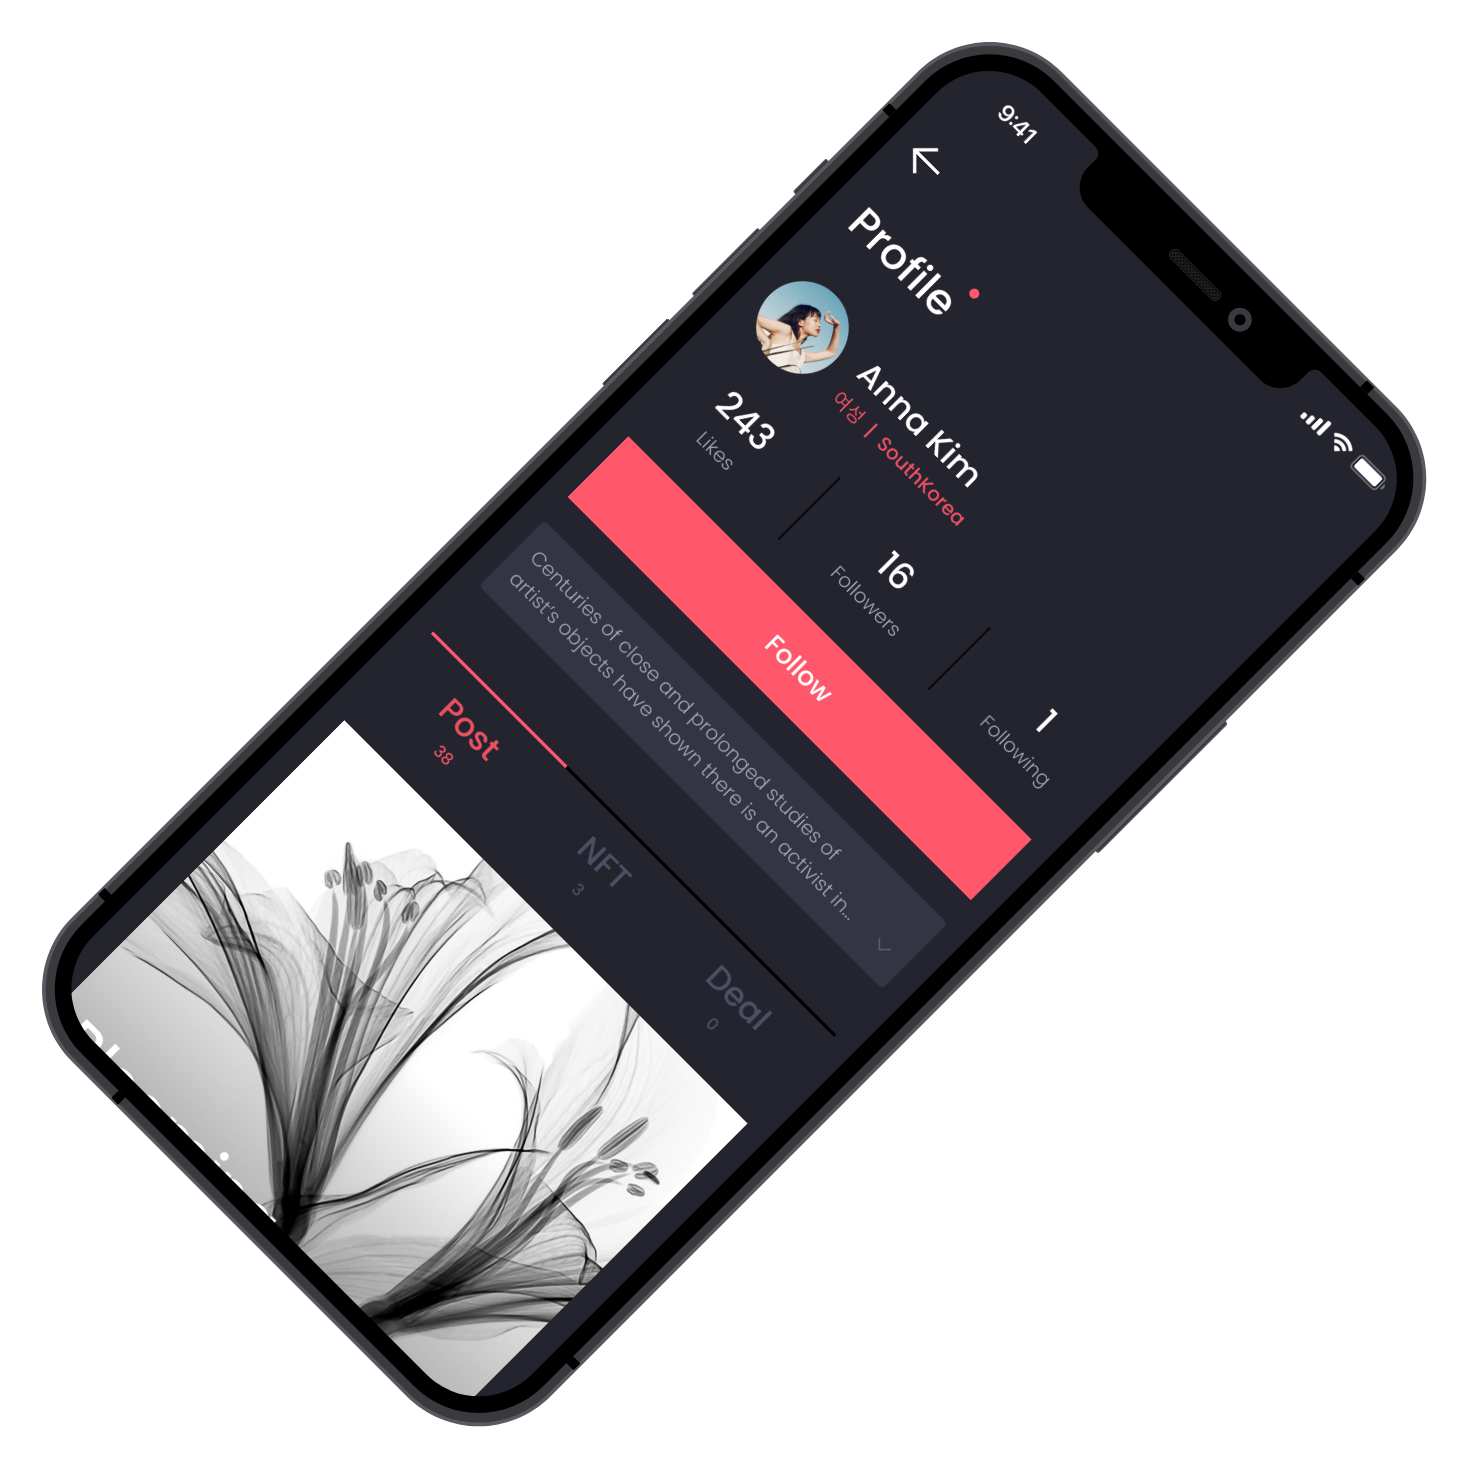 9:41
Profile
Anna Kim
여성 | SouthKorea
243
Likes
16
Followers
1
Following
Follow
Centuries of close and prolonged studies of
artist's objects have shown there is an activist in...
Post
38
NFT
3
Deal
0